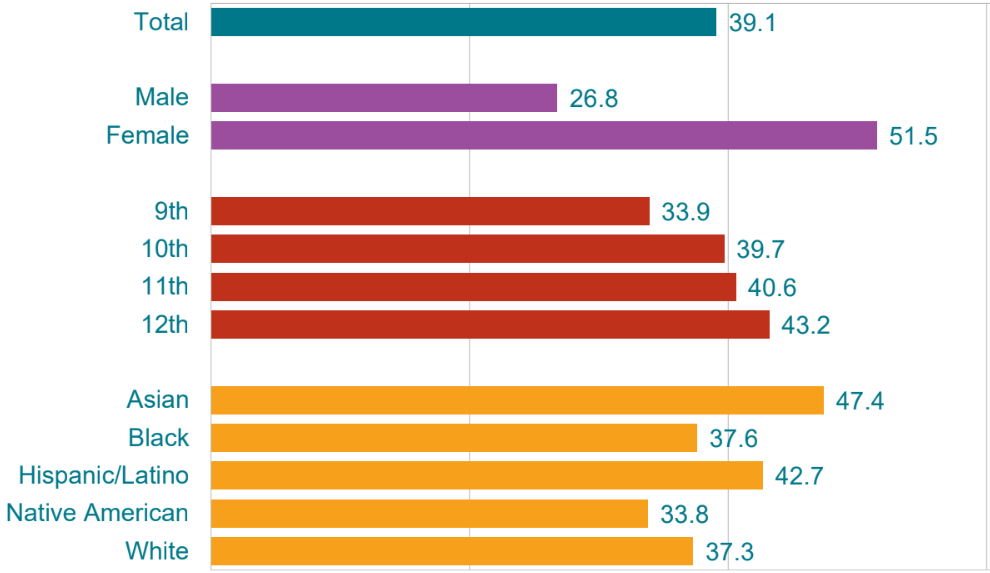 Total 39.1
Male 26.8
Female 51.5
9th 33.9
10th 39.7
11th 40.6
12th 43.2
Asian 47.4
Black 37.6
Hispanic/Latino 42.7
Native American 33.8
White 37.3